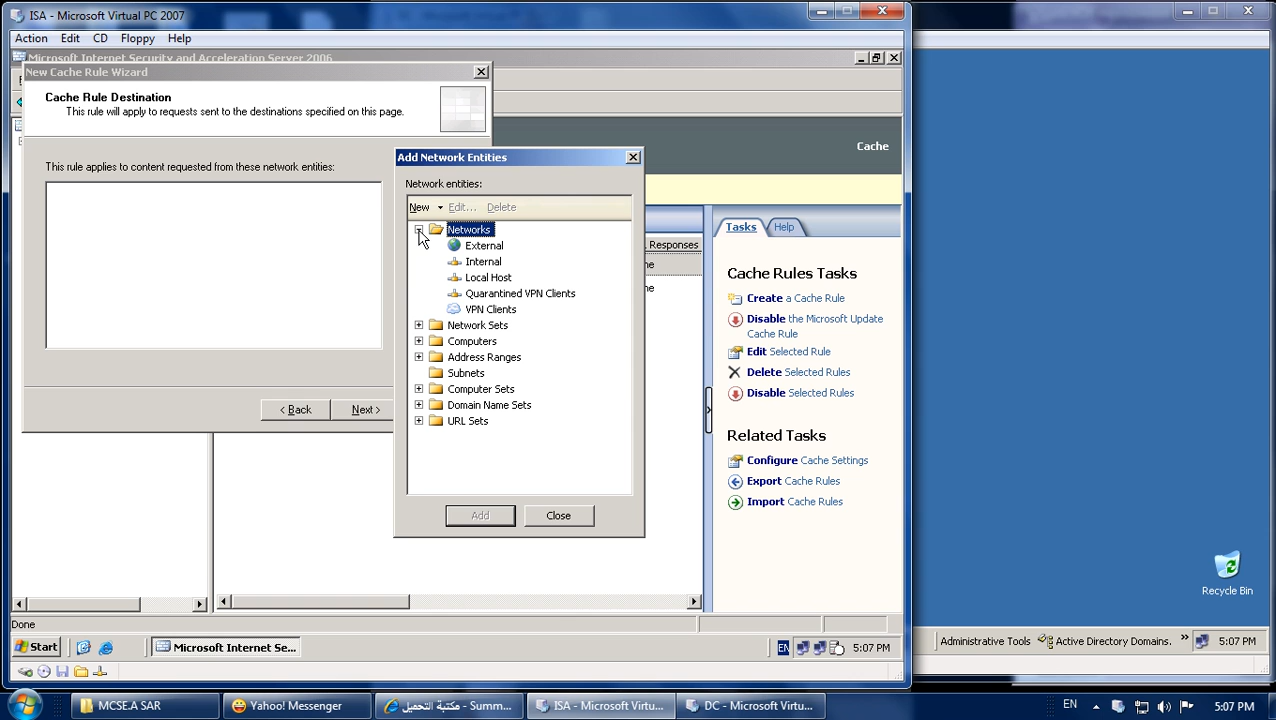 ISA - Microsoft Virtual PC 2007
Action Edit CD Floppy Help
Microsoft Internet Security and Acceleration Server 2006
New Cache Rule Wizard
Cache Rule Destination
This rule will apply to requests sent to the destinations specified on this page.
Cache
This rule applies to content requested from these network entities:
Add Network Entities
Network entities:
New Edit... Delete
Networks
External
Internal
Local Host
Quarantined VPN Clients
VPN Clients
Network Sets
Computers
Address Ranges
Subnets
Computer Sets
Domain Name Sets
URL Sets
Add Close
< Back Next >
Responses
Tasks Help
Cache Rules Tasks
Create a Cache Rule
Disable the Microsoft Update
Cache Rule
Edit Selected Rule
Delete Selected Rules
Disable Selected Rules
Related Tasks
Configure Cache Settings
Export Cache Rules
Import Cache Rules
Recycle Bin
Done
Start Microsoft Internet Se... EN 5:07 PM
Administrative Tools Active Directory Domains. » 5:07 PM
MCSE.A SAR Yahoo! Messenger مكتبة التحميل - Summ... ISA - Microsoft Virtu... DC - Microsoft Virtu... EN 5:07 PM